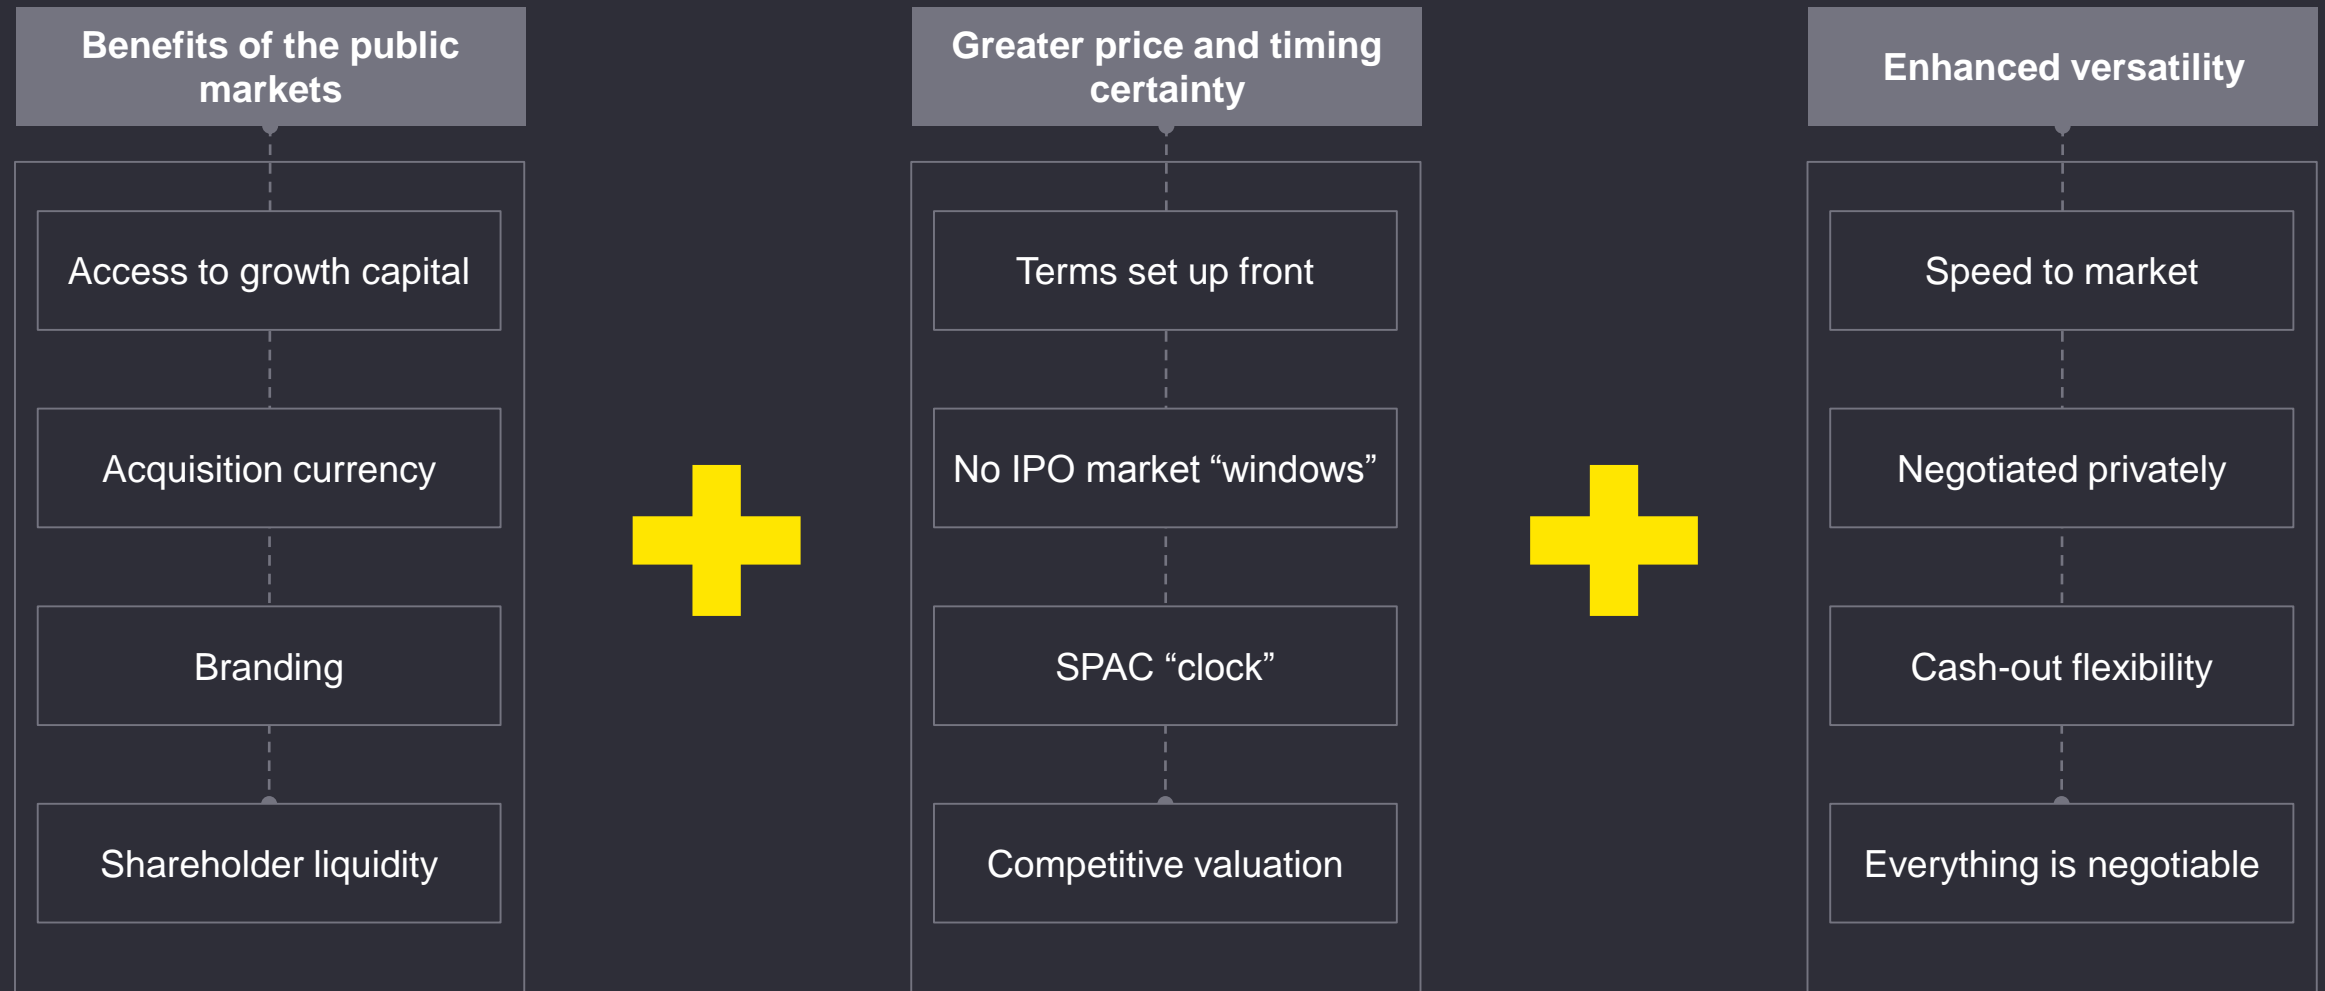 Benefits of the public
markets
Access to growth capital
Acquisition currency
Branding
Shareholder liquidity
Greater price and timing
certainty
Terms set up front
No IPO market “windows”
SPAC “clock”
Competitive valuation
Enhanced versatility
Speed to market
Negotiated privately
Cash-out flexibility
Everything is negotiable